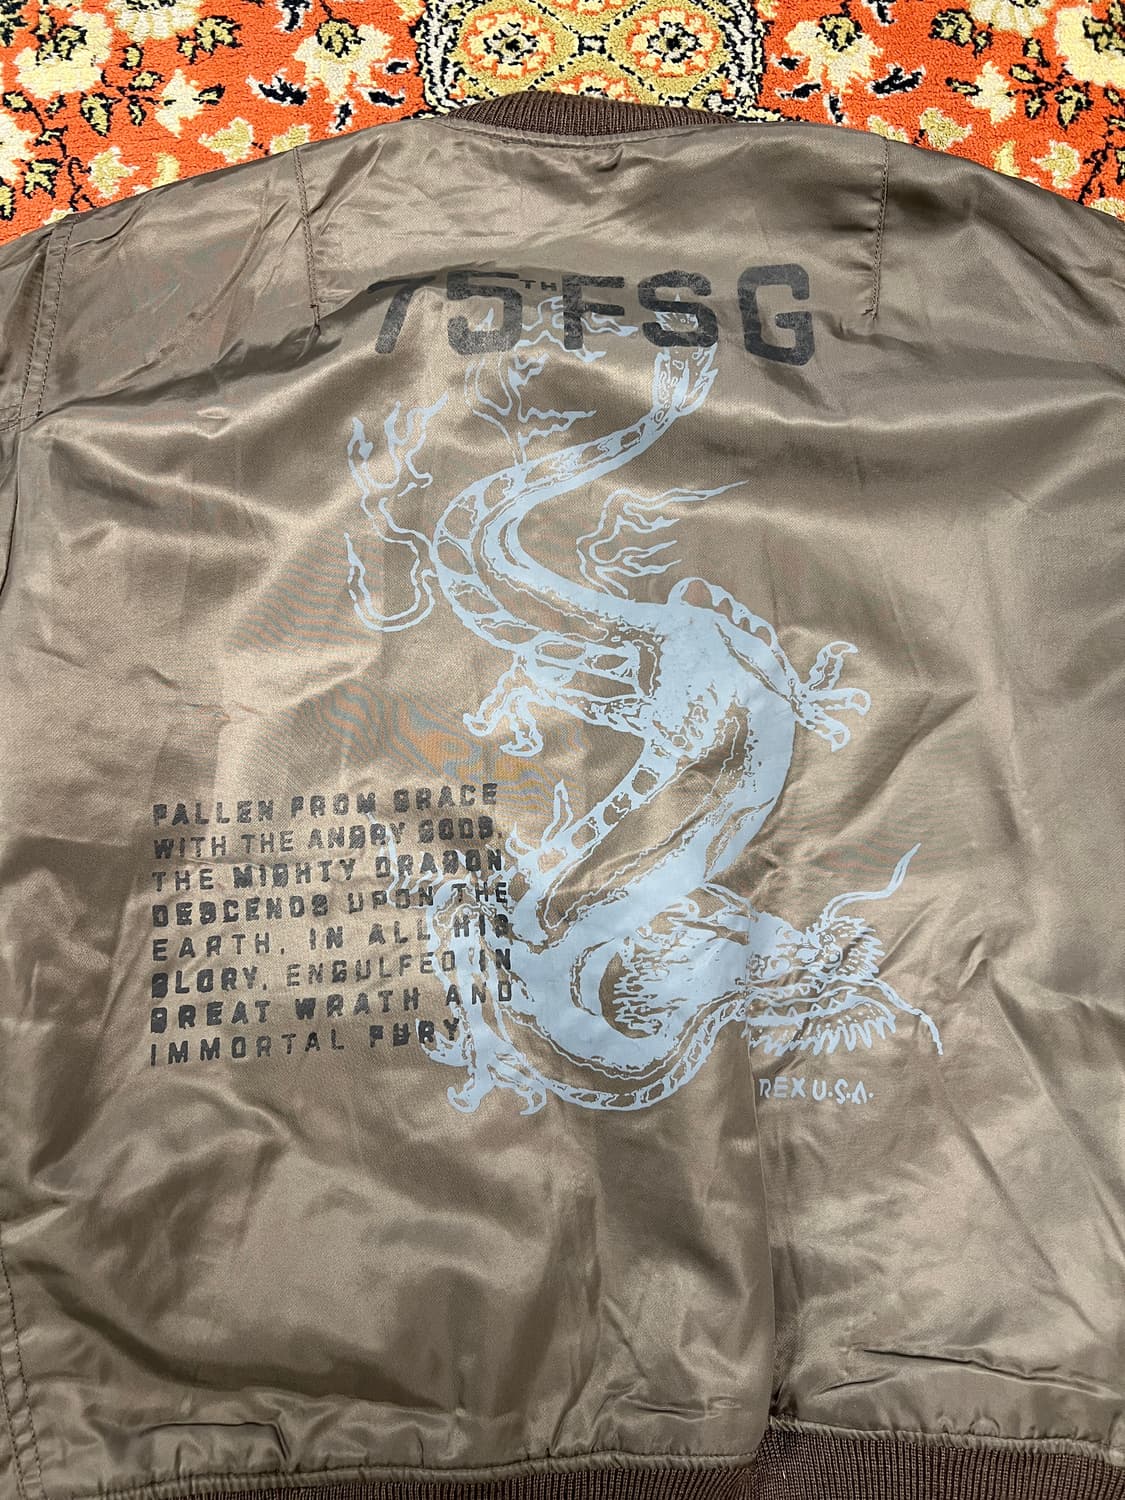 75TH FSG
FALLEN FROM GRACE
WITH THE ANGRY GODS.
THE MIGHTY DRAGON
DESCENDS UPON THE
EARTH, IN ALL HIS
GLORY, ENGULFED IN
GREAT WRATH AND
IMMORTAL FURY.
REX U.S.A.